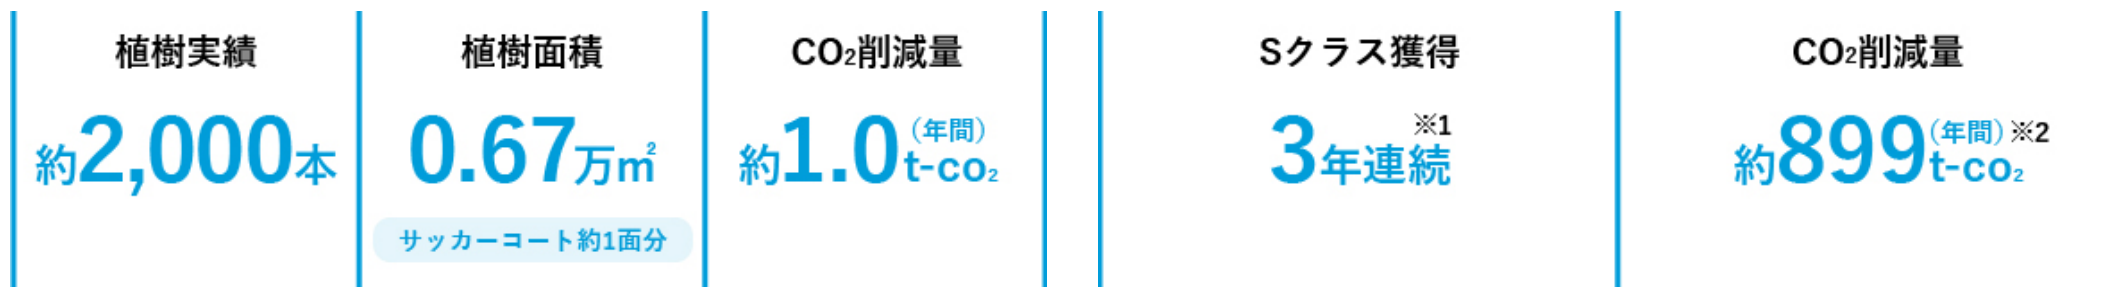 植樹実績
約2,000本
植樹面積
0.67万m²
サッカーコート約1面分
CO₂削減量
約1.0(年間)t-co₂
Sクラス獲得
3年連続※1
CO₂削減量
約899(年間)※2t-co₂